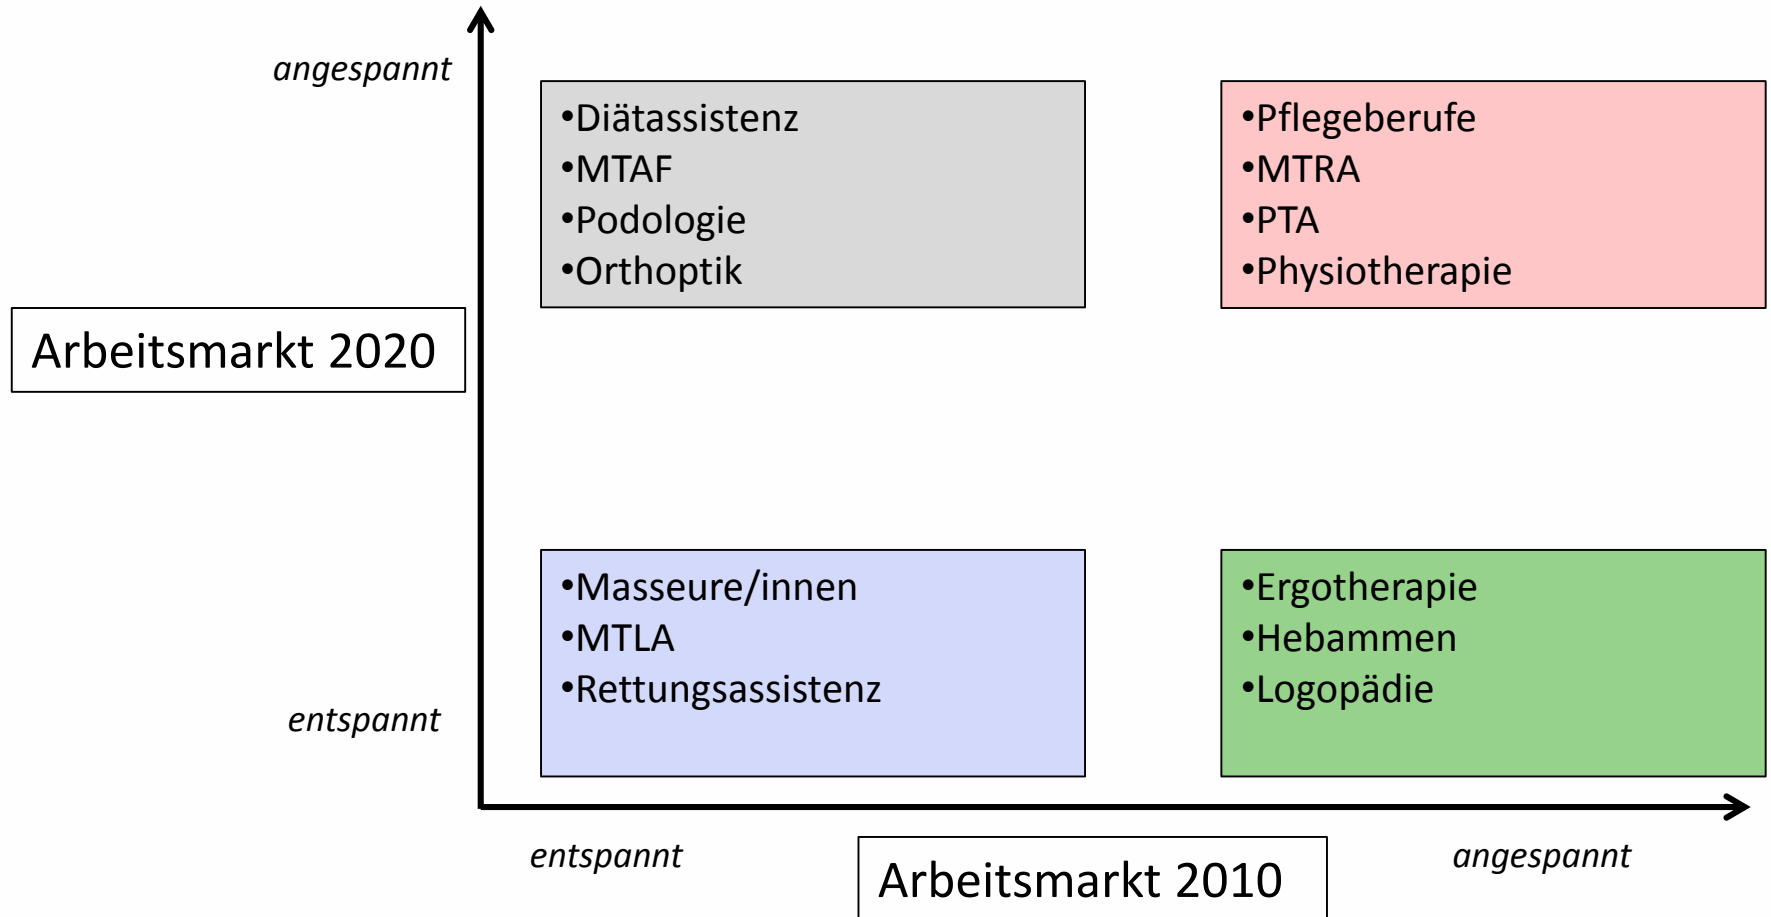 angespannt
•Diätassistenz
•MTAF
•Podologie
•Orthoptik
•Pflegeberufe
•MTRA
•PTA
•Physiotherapie
Arbeitsmarkt 2020
•Masseure/innen
•MTLA
•Rettungsassistenz
•Ergotherapie
•Hebammen
•Logopädie
entspannt
entspannt
Arbeitsmarkt 2010
angespannt